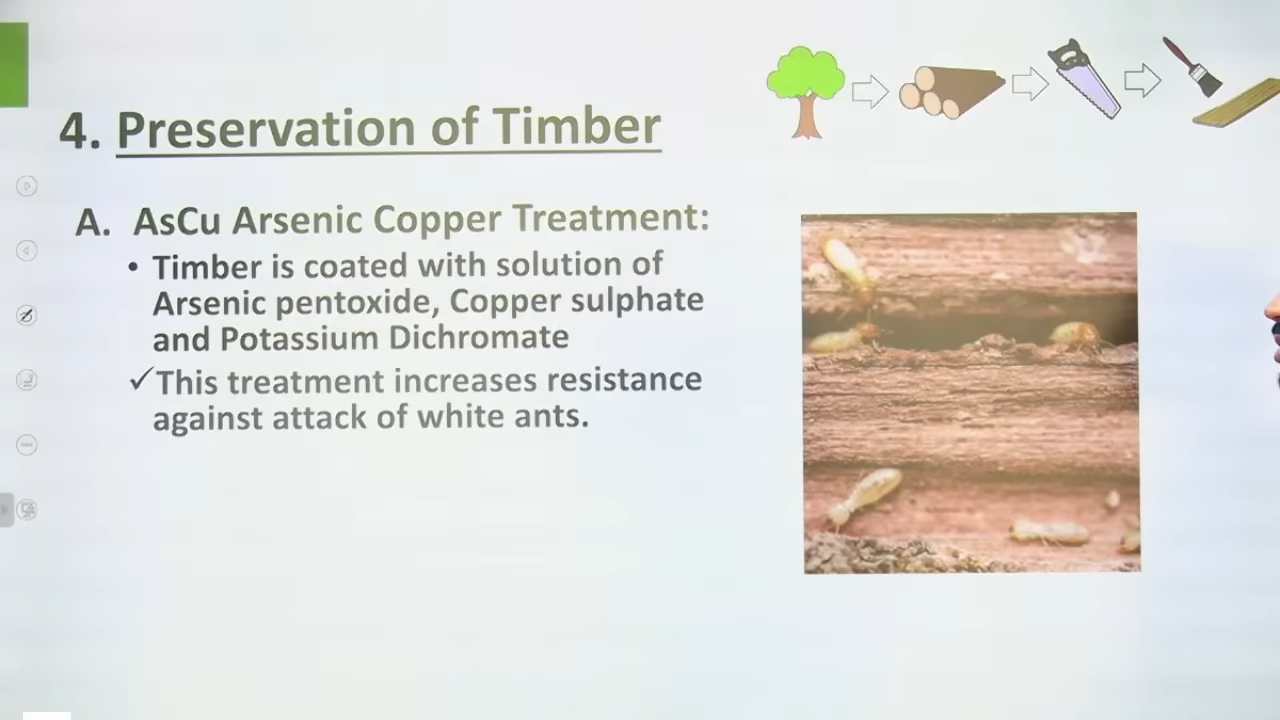 4. Preservation of Timber
A. AsCu Arsenic Copper Treatment:
• Timber is coated with solution of
Arsenic pentoxide, Copper sulphate
and Potassium Dichromate
✓This treatment increases resistance
against attack of white ants.